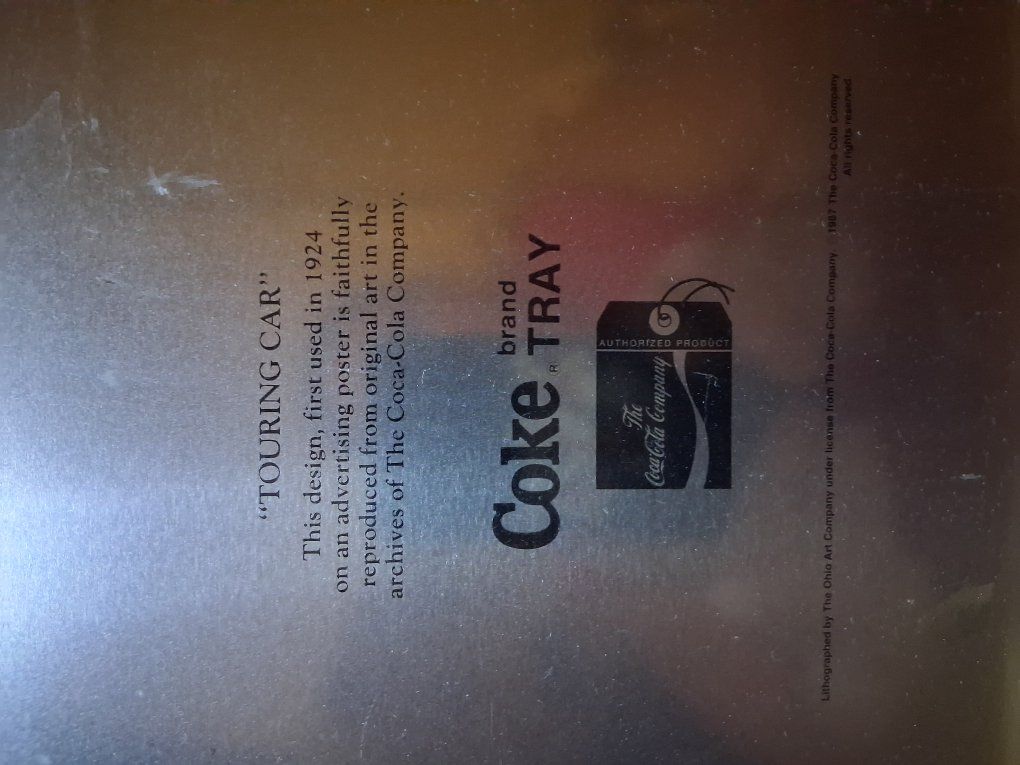 “TOURING CAR”
This design, first used in 1924
on an advertising poster is faithfully
reproduced from original art in the
archives of The Coca-Cola Company.
Coke ® brand TRAY
AUTHORIZED PRODUCT
The
Coca-Cola Company
Lithographed by The Ohio Art Company under license from The Coca-Cola Company 1987 The Coca-Cola Company
All rights reserved